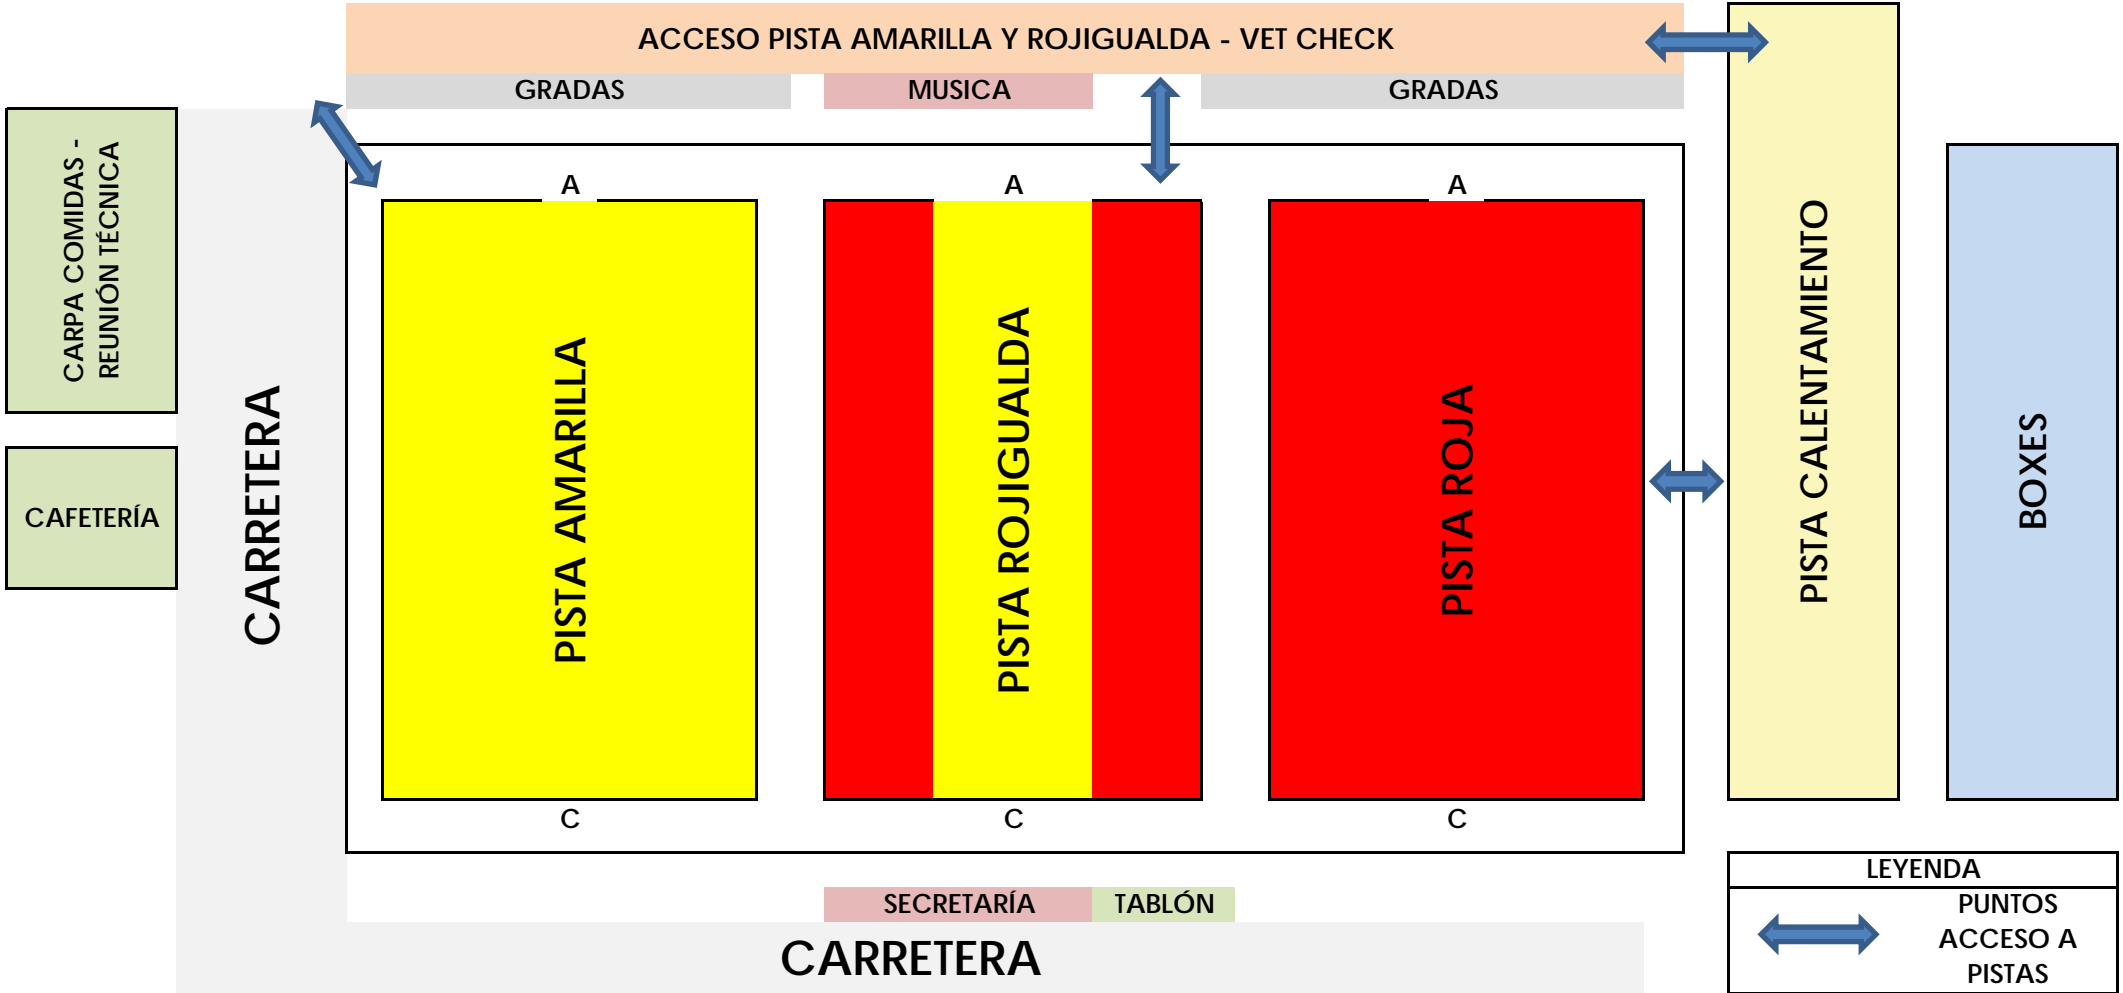 ACCESO PISTA AMARILLA Y ROJIGUALDA - VET CHECK
GRADAS
MUSICA
GRADAS
CARPA COMIDAS -
REUNIÓN TÉCNICA
CAFETERÍA
CARRETERA
A
A
A
PISTA AMARILLA
PISTA ROJIGUALDA
PISTA ROJA
PISTA CALENTAMIENTO
BOXES
C
C
C
SECRETARÍA
TABLÓN
CARRETERA
LEYENDA
PUNTOS
ACCESO A
PISTAS